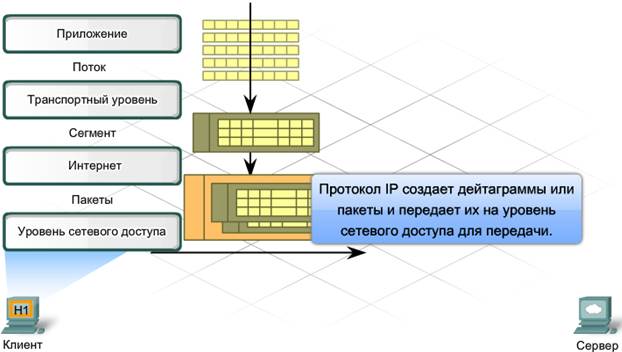 Приложение
Поток
Транспортный уровень
Сегмент
Интернет
Пакеты
Уровень сетевого доступа
Протокол IP создает дейтаграммы или
пакеты и передает их на уровень
сетевого доступа для передачи.
H1
Клиент
Сервер